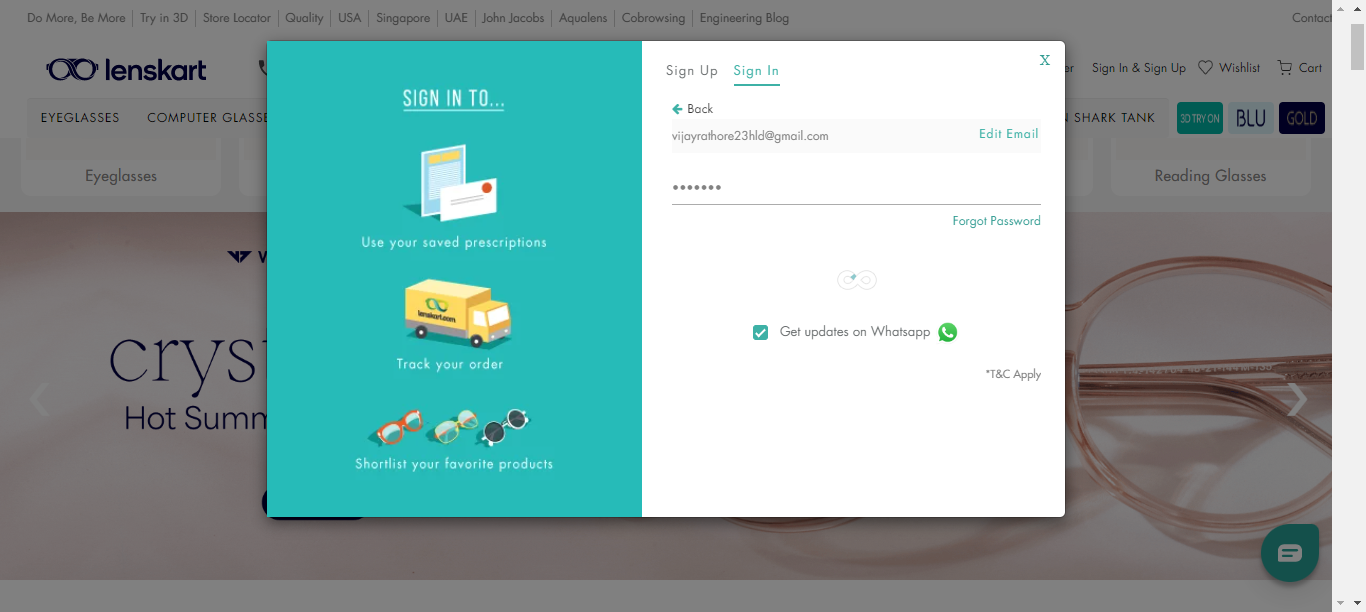 Do More, Be More Try in 3D Store Locator Quality USA Singapore UAE John Jacobs Aqualens Cobrowsing Engineering Blog Contact
lenskart
Sign In & Sign Up Wishlist Cart
EYEGLASSES COMPUTER GLASSE
N SHARK TANK 3D TRY ON BLU GOLD
Eyeglasses
Reading Glasses
crys
Hot Summ
SIGN IN TO...
Use your saved prescriptions
lenskart.com
Track your order
Shortlist your favorite products
X
Sign Up Sign In
Back
vijayrathore23hld@gmail.com Edit Email
•••••••
Forgot Password
Get updates on Whatsapp
*T&C Apply